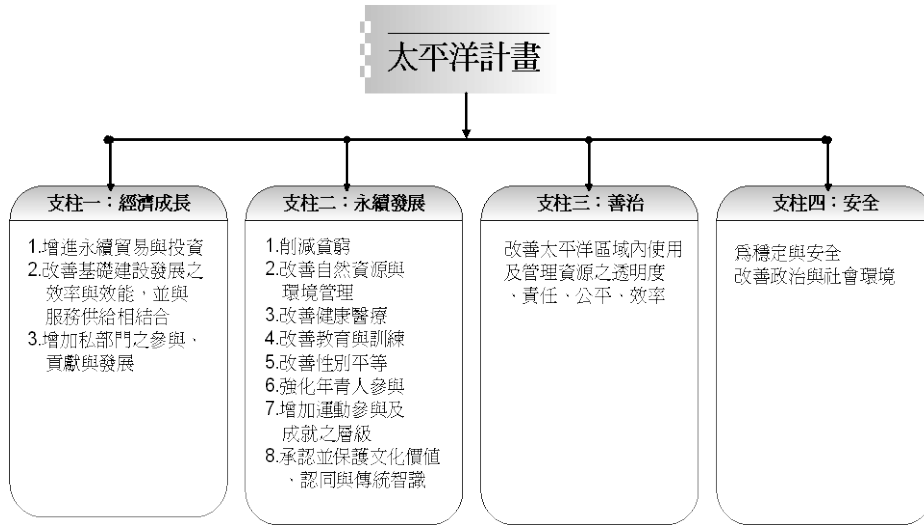 太平洋計畫
支柱一：經濟成長
1.增進永續貿易與投資
2.改善基礎建設發展之
效率與效能，並與
服務供給相結合
3.增加私部門之參與、
貢獻與發展
支柱二：永續發展
1.削減貧窮
2.改善自然資源與
環境管理
3.改善健康醫療
4.改善教育與訓練
5.改善性別平等
6.強化年青人參與
7.增加運動參與及
成就之層級
8.承認並保護文化價值
、認同與傳統智識
支柱三：善治
改善太平洋區域內使用
及管理資源之透明度
、責任、公平、效率
支柱四：安全
為穩定與安全
改善政治與社會環境